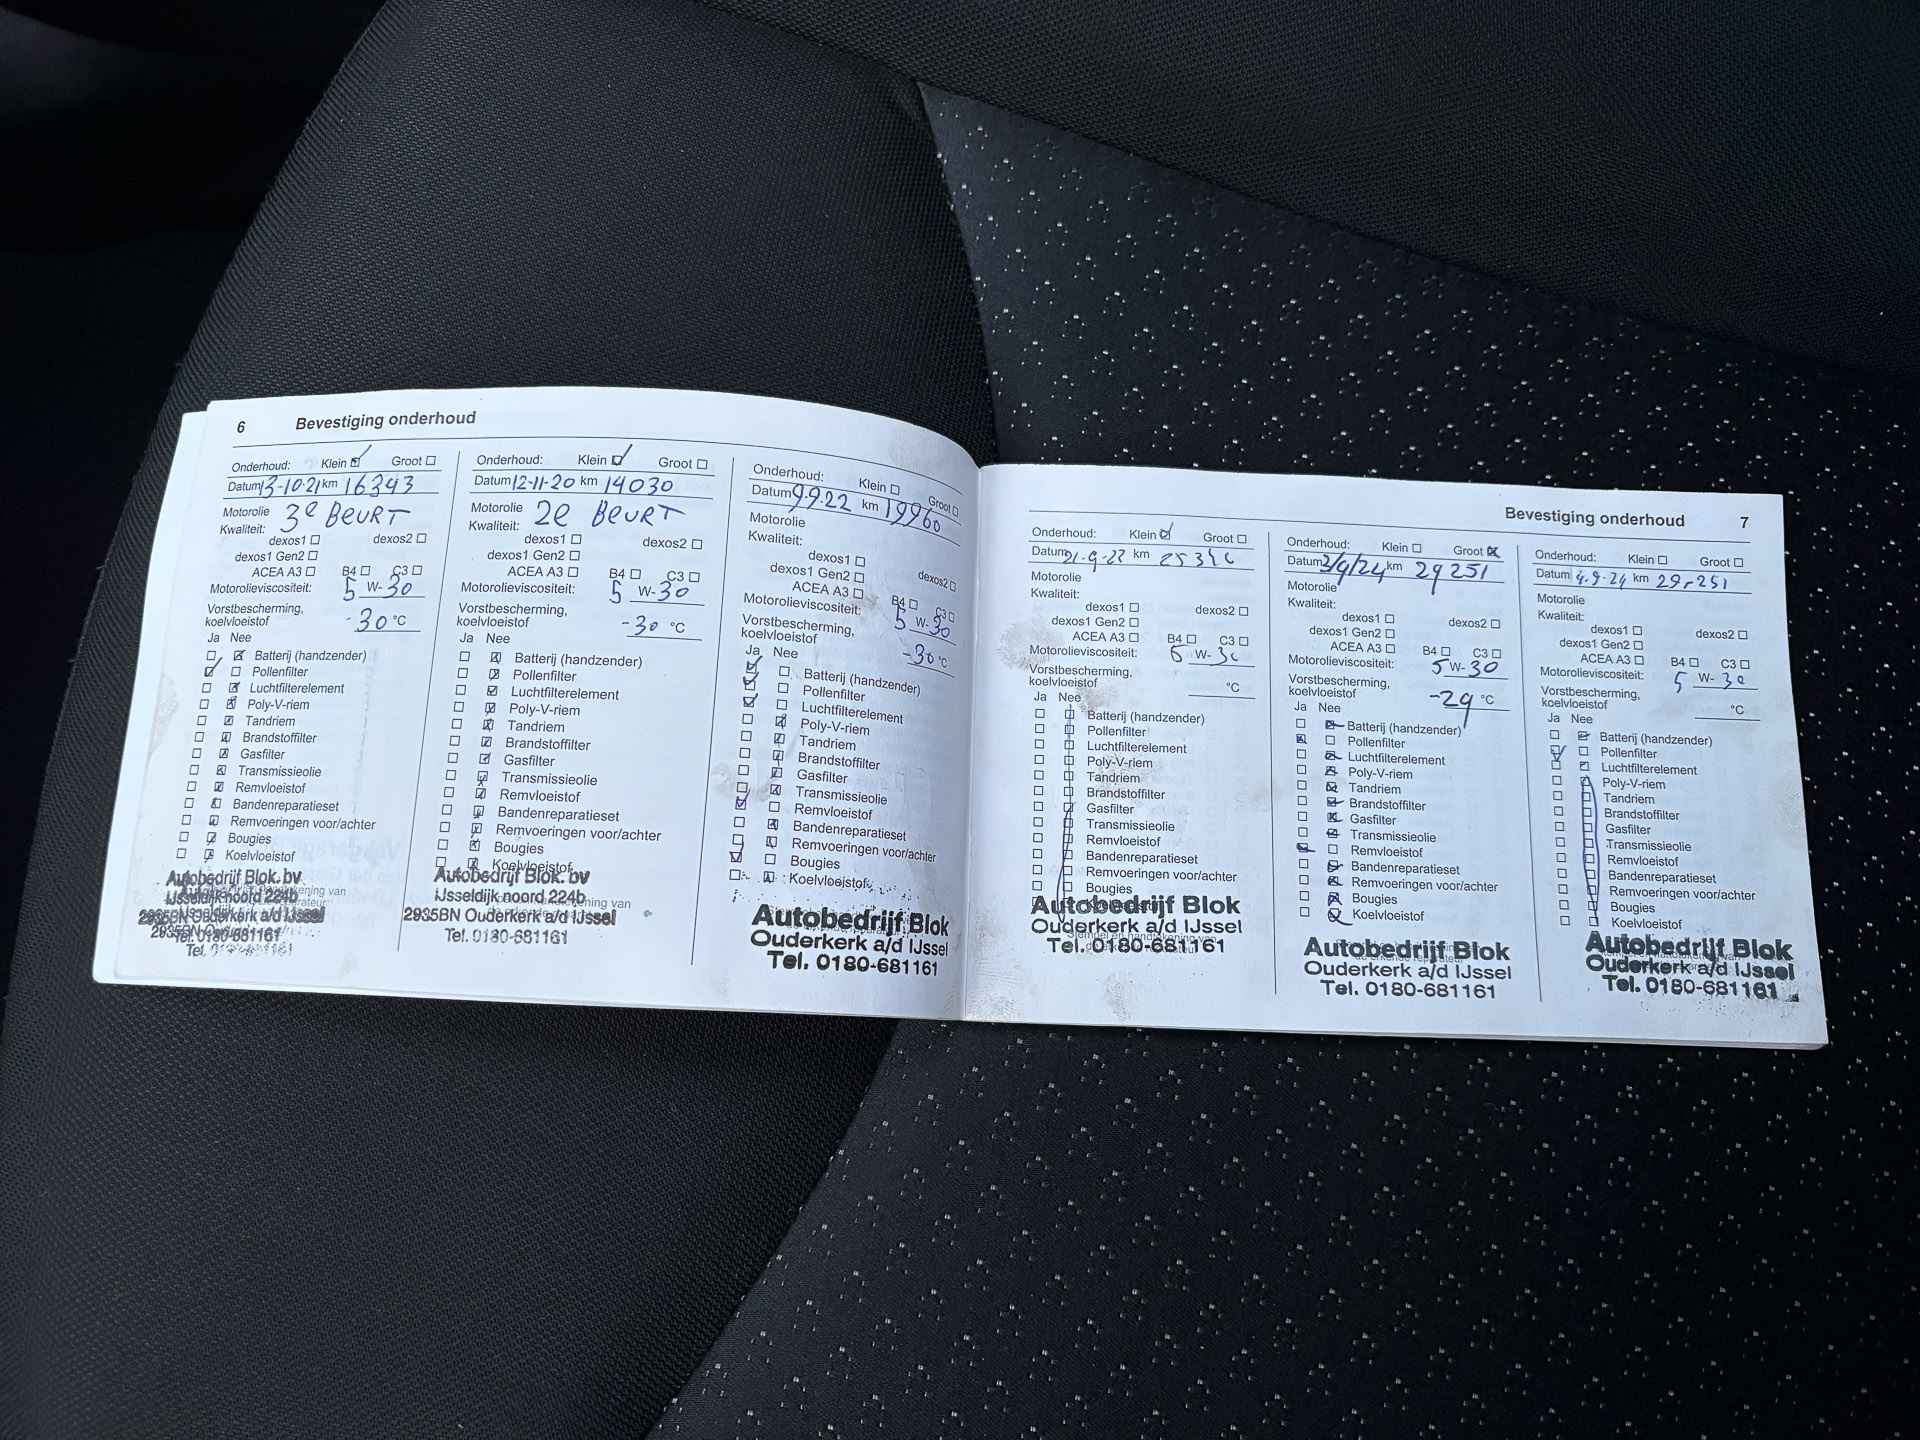 6 Bevestiging onderhoud
Onderhoud: Klein Groot
Datum 13-10-21 km 16343
Motorolie 3e BEURT
Kwaliteit:
dexos1 dexos2
dexos1 Gen2
ACEA A3 B4 C3
Motorolieviscositeit: 5 W-30
Vorstbescherming,
koelvloeistof -30 °C
Ja Nee
Batterij (handzender)
Pollenfilter
Luchtfilterelement
Poly-V-riem
Tandriem
Brandstoffilter
Gasfilter
Transmissieolie
Remvloeistof
Bandenreparatieset
Remvoeringen voor/achter
Bougies
Koelvloeistof
Autobedrijf Blok.bv
IJsseldijk noord 224b
2935BN Ouderkerk a/d IJssel
Tel. 0180-681161
Onderhoud: Klein Groot
Datum 12-11-20 km 14030
Motorolie 2e BEURT
Kwaliteit:
dexos1 dexos2
dexos1 Gen2
ACEA A3 B4 C3
Motorolieviscositeit: 5 W-30
Vorstbescherming,
koelvloeistof -30 °C
Ja Nee
Batterij (handzender)
Pollenfilter
Luchtfilterelement
Poly-V-riem
Tandriem
Brandstoffilter
Gasfilter
Transmissieolie
Remvloeistof
Bandenreparatieset
Remvoeringen voor/achter
Bougies
Koelvloeistof
Autobedrijf Blok.bv
IJsseldijk noord 224b
2935BN Ouderkerk a/d IJssel
Tel. 0180-681161
Onderhoud: Klein Groot
Datum 9.9.22 km 19960
Motorolie
Kwaliteit:
dexos1 dexos2
dexos1 Gen2
ACEA A3 B4 C3
Motorolieviscositeit: 5 W-30
Vorstbescherming,
koelvloeistof -30 °C
Ja Nee
Batterij (handzender)
Pollenfilter
Luchtfilterelement
Poly-V-riem
Tandriem
Brandstoffilter
Gasfilter
Transmissieolie
Remvloeistof
Bandenreparatieset
Remvoeringen voor/achter
Bougies
Koelvloeistof
Autobedrijf Blok
Ouderkerk a/d IJssel
Tel. 0180-681161
Bevestiging onderhoud 7
Onderhoud: Klein Groot
Datum km
Motorolie
Kwaliteit:
dexos1 dexos2
dexos1 Gen2
ACEA A3 B4 C3
Motorolieviscositeit: 5 W-30
Vorstbescherming,
koelvloeistof °C
Ja Nee
Batterij (handzender)
Pollenfilter
Luchtfilterelement
Poly-V-riem
Tandriem
Brandstoffilter
Gasfilter
Transmissieolie
Remvloeistof
Bandenreparatieset
Remvoeringen voor/achter
Bougies
Autobedrijf Blok
Ouderkerk a/d IJssel
Tel. 0180-681161
Onderhoud: Klein Groot
Datum km 29251
Motorolie
Kwaliteit:
dexos1 dexos2
dexos1 Gen2
ACEA A3 B4 C3
Motorolieviscositeit: 5 W-30
Vorstbescherming,
koelvloeistof -29 °C
Ja Nee
Batterij (handzender)
Pollenfilter
Luchtfilterelement
Poly-V-riem
Tandriem
Brandstoffilter
Gasfilter
Transmissieolie
Remvloeistof
Bandenreparatieset
Remvoeringen voor/achter
Bougies
Koelvloeistof
Autobedrijf Blok
Ouderkerk a/d IJssel
Tel. 0180-681161
Onderhoud: Klein Groot
Datum 4.9.24 km 29.251
Motorolie
Kwaliteit:
dexos1 dexos2
dexos1 Gen2
ACEA A3 B4 C3
Motorolieviscositeit: 5 W-30
Vorstbescherming,
koelvloeistof °C
Ja Nee
Batterij (handzender)
Pollenfilter
Luchtfilterelement
Poly-V-riem
Tandriem
Brandstoffilter
Gasfilter
Transmissieolie
Remvloeistof
Bandenreparatieset
Remvoeringen voor/achter
Bougies
Koelvloeistof
Autobedrijf Blok
Ouderkerk a/d IJssel
Tel. 0180-681161